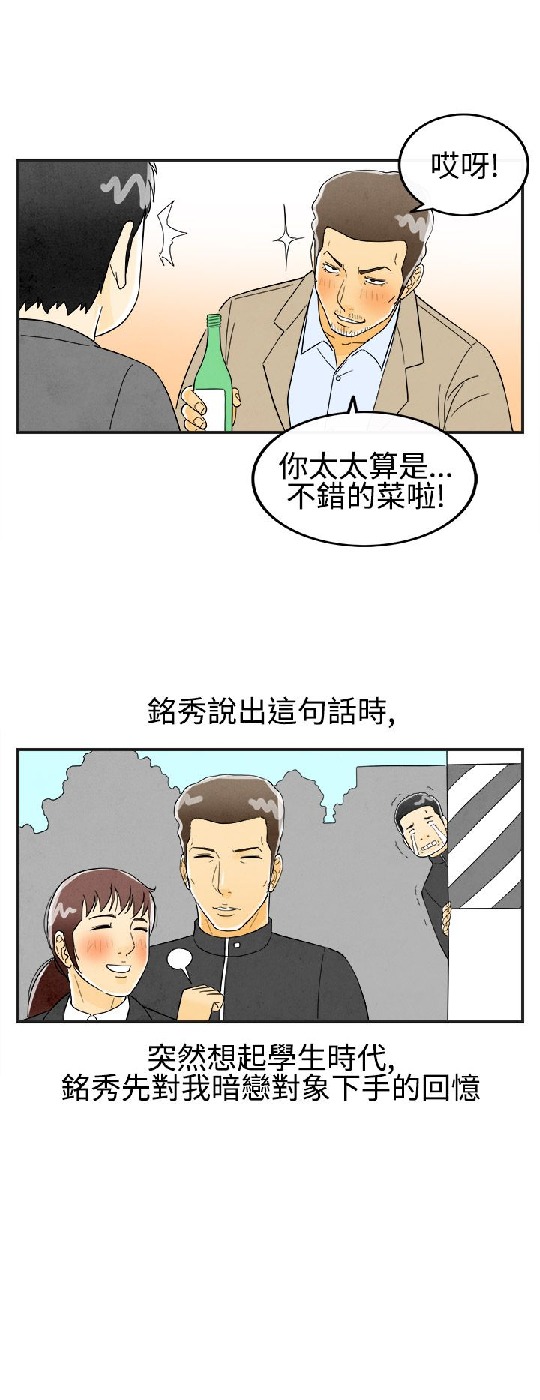 哎呀!
你太太算是...
不錯的菜啦!
銘秀說出這句話時,
突然想起學生時代,
銘秀先對我暗戀對象下手的回憶